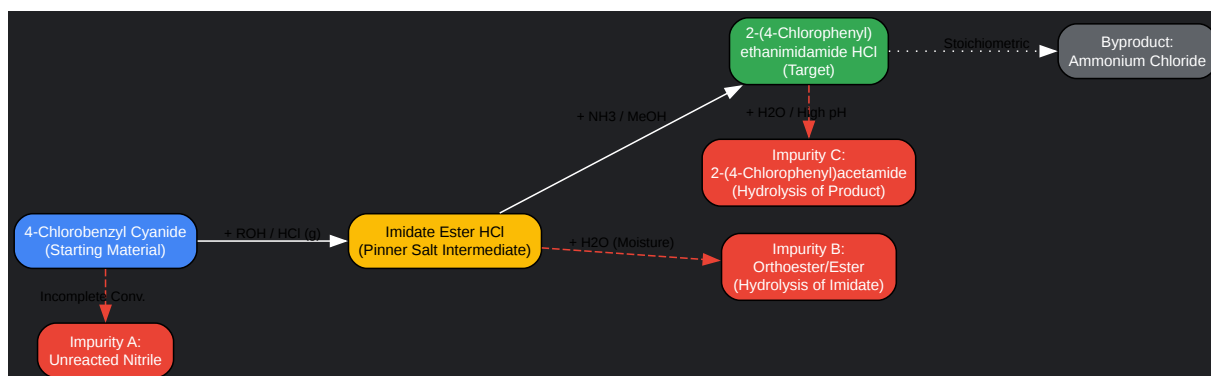 2-(4-Chlorophenyl)
ethanimidamide HCl
(Target)
Stoichiometric
Byproduct:
Ammonium Chloride
+ NH3 / MeOH
+ H2O / High pH
Impurity C:
2-(4-Chlorophenyl)acetamide
(Hydrolysis of Product)
4-Chlorobenzyl Cyanide
(Starting Material)
+ ROH / HCl (g)
Imidate Ester HCl
(Pinner Salt Intermediate)
+ H2O (Moisture)
Impurity B:
Orthoester/Ester
(Hydrolysis of Imidate)
Incomplete Conv.
Impurity A:
Unreacted Nitrile